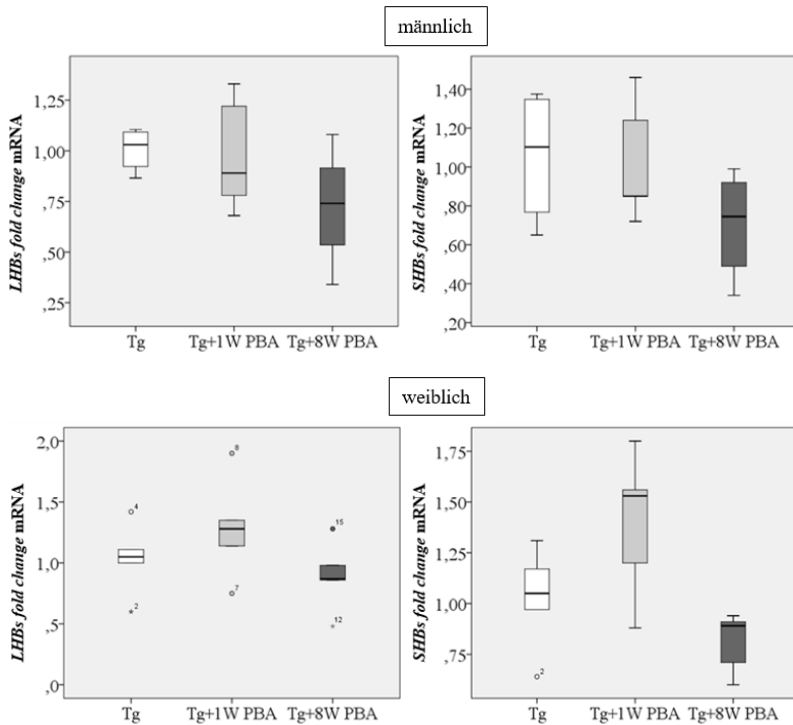 männlich
LHBs fold change mRNA
1,25
1,00
,75
,50
,25
Tg
Tg+1W PBA
Tg+8W PBA
SHBs fold change mRNA
1,40
1,20
1,00
,80
,60
,40
,20
Tg
Tg+1W PBA
Tg+8W PBA
weiblich
LHBs fold change mRNA
2,0
1,5
1,0
,5
,0
4
2
8
7
15
12
Tg
Tg+1W PBA
Tg+8W PBA
SHBs fold change mRNA
1,75
1,50
1,25
1,00
,75
2
Tg
Tg+1W PBA
Tg+8W PBA